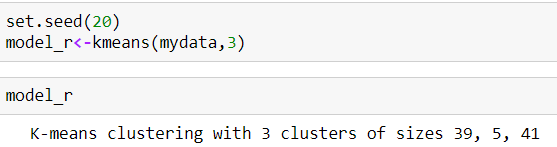 set.seed(20)
model_r<-kmeans(mydata,3)
model_r
K-means clustering with 3 clusters of sizes 39, 5, 41